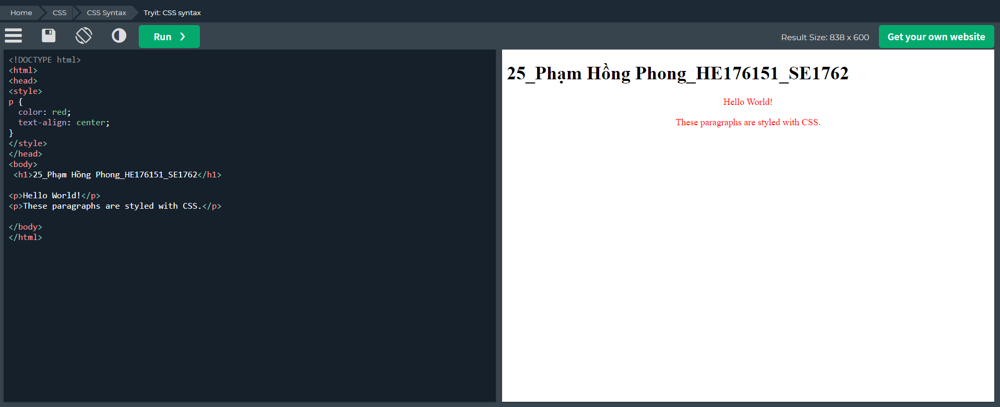 Home CSS CSS Syntax Tryit: CSS syntax
Run ❯ Result Size: 838 x 600 Get your own website
<!DOCTYPE html>
<html>
<head>
<style>
p {
  color: red;
  text-align: center;
}
</style>
</head>
<body>
 <h1>25_Phạm Hồng Phong_HE176151_SE1762</h1>

<p>Hello World!</p>
<p>These paragraphs are styled with CSS.</p>

</body>
</html>
25_Phạm Hồng Phong_HE176151_SE1762
Hello World!
These paragraphs are styled with CSS.